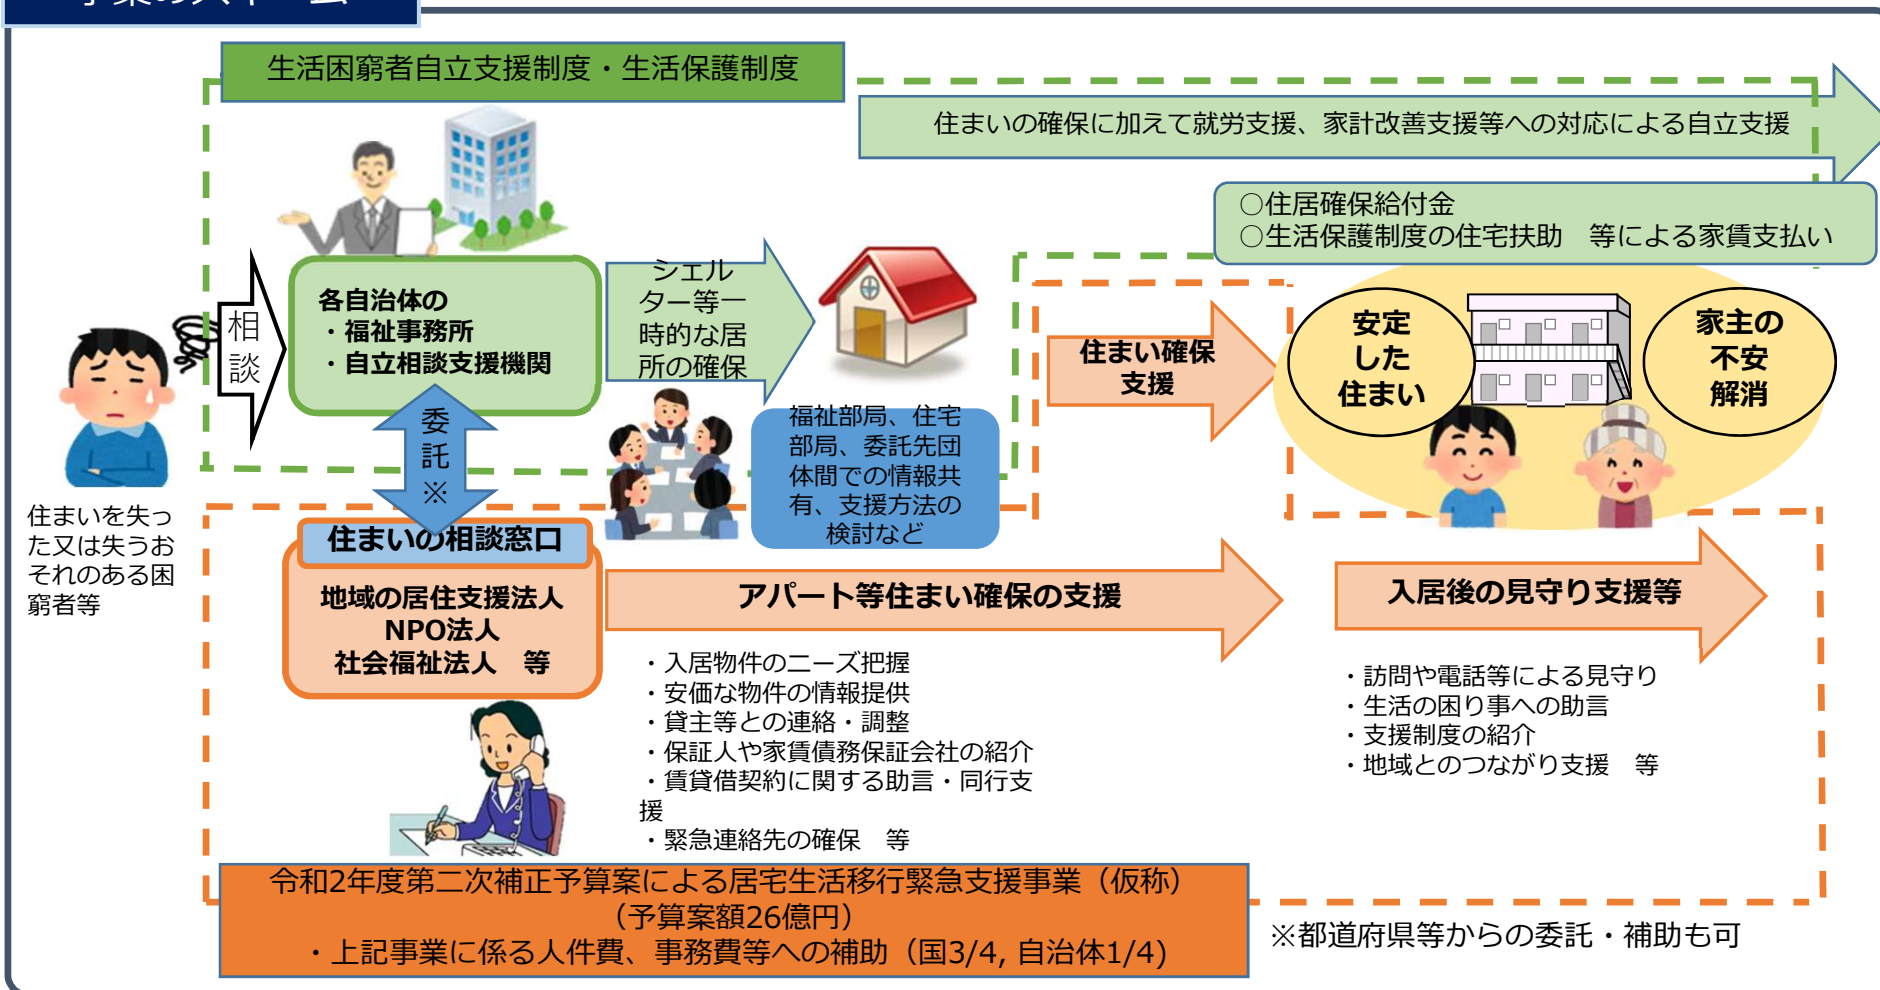 生活困窮者自立支援制度・生活保護制度
住まいの確保に加えて就労支援、家計改善支援等への対応による自立支援
○住居確保給付金
○生活保護制度の住宅扶助　等による家賃支払い
相
談
各自治体の
・福祉事務所
・自立相談支援機関
シェル
ター等一
時的な居
所の確保
住まい確保
支援
安定
した
住まい
家主の
不安
解消
委
託
※
福祉部局、住宅
部局、委託先団
体間での情報共
有、支援方法の
検討など
住まいを失っ
た又は失うお
それのある困
窮者等
住まいの相談窓口
地域の居住支援法人
NPO法人
社会福祉法人　等
アパート等住まい確保の支援
・入居物件のニーズ把握
・安価な物件の情報提供
・貸主等との連絡・調整
・保証人や家賃債務保証会社の紹介
・賃貸借契約に関する助言・同行支
援
・緊急連絡先の確保　等
入居後の見守り支援等
・訪問や電話等による見守り
・生活の困り事への助言
・支援制度の紹介
・地域とのつながり支援　等
令和2年度第二次補正予算案による居宅生活移行緊急支援事業（仮称）
（予算案額26億円）
・上記事業に係る人件費、事務費等への補助（国3/4, 自治体1/4)
※都道府県等からの委託・補助も可